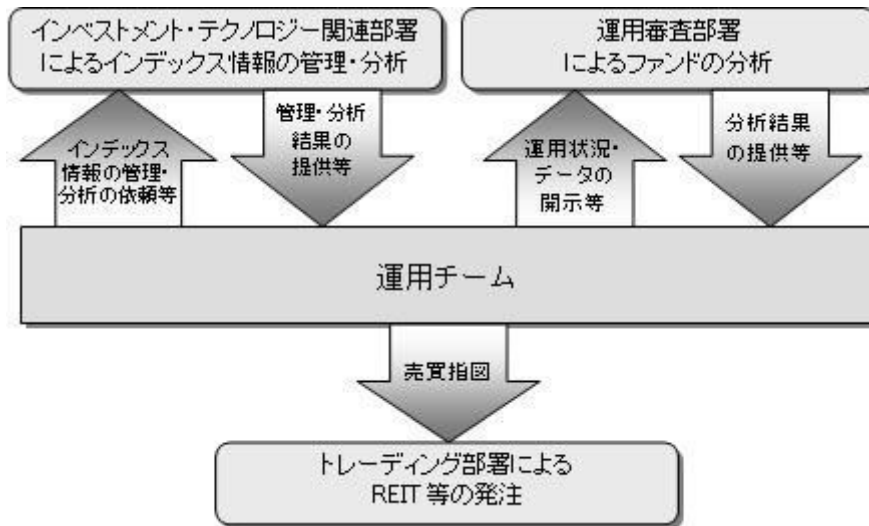 インベストメント・テクノロジー関連部署
によるインデックス情報の管理・分析
運用審査部署
によるファンドの分析
インデックス
情報の管理・
分析の依頼等
管理・分析
結果の
提供等
運用状況・
データの
開示等
分析結果
の提供等
運用チーム
売買指図
トレーディング部署による
REIT等の発注